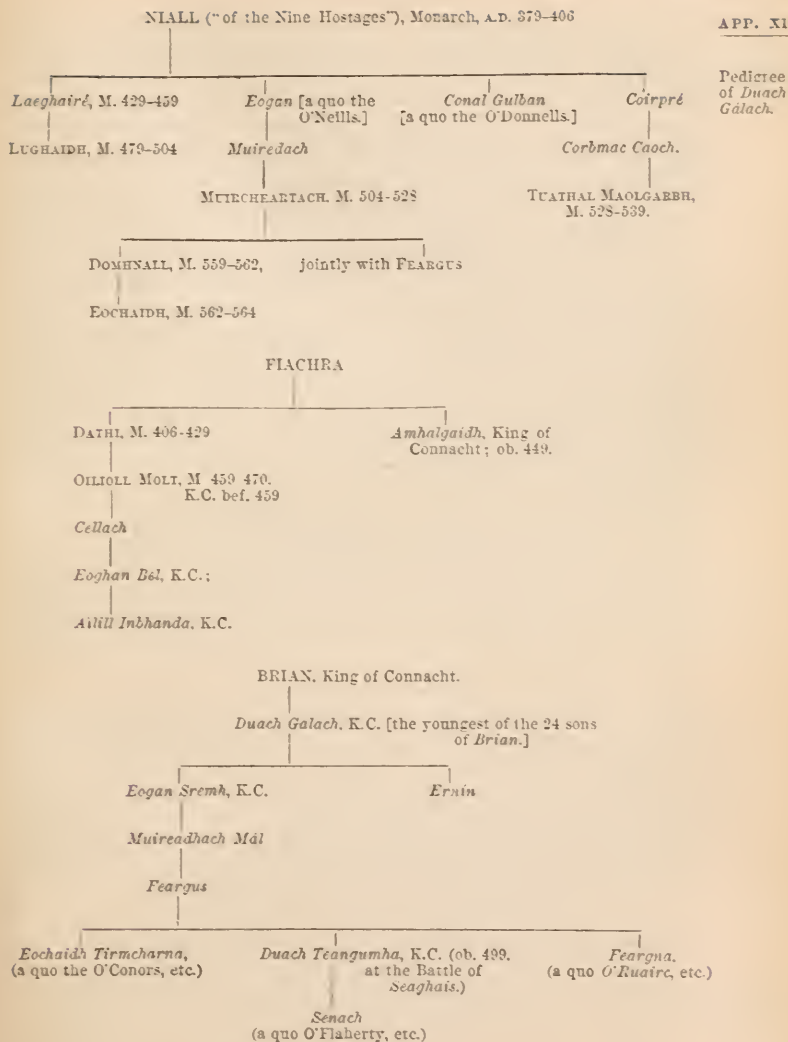 NIALL ("of the Nine Hostages"), Monarch, A.D. 379-406
APP. XI
Pedigree
of Duach
Gálach.
Laeghairé, M. 429-459
Eogan [a quo the
O'Neills.]
Conal Gulban
[a quo the O'Donnells.]
Coirpré
LUGHAIDH, M. 479-504
Muiredach
Corbmac Caoch.
MUIRCHEARTACH. M. 504-528
TUATHAL MAOLGARBH,
M. 528-539.
DOMHNALL, M. 559-562, jointly with FEARGUS
EOCHAIDH, M. 562-564
FIACHRA
DATHI, M. 406-429
Amhalgaidh, King of
Connacht; ob. 449.
OILIOLL MOLT, M 459-470.
K.C. bef. 459
Cellach
Eoghan Bél, K.C.;
Ailill Inbhanda, K.C.
BRIAN, King of Connacht.
Duach Galach, K.C. [the youngest of the 24 sons
of Brian.]
Eogan Sremh, K.C.
Ernin
Muireadhach Mál
Feargus
Eochaidh Tirmcharna,
(a quo the O'Conors, etc.)
Duach Teangumha, K.C. (ob. 499.
at the Battle of
Seaghais.)
Feargna.
(a quo O'Ruairc, etc.)
Senach
(a quo O'Flaherty, etc.)